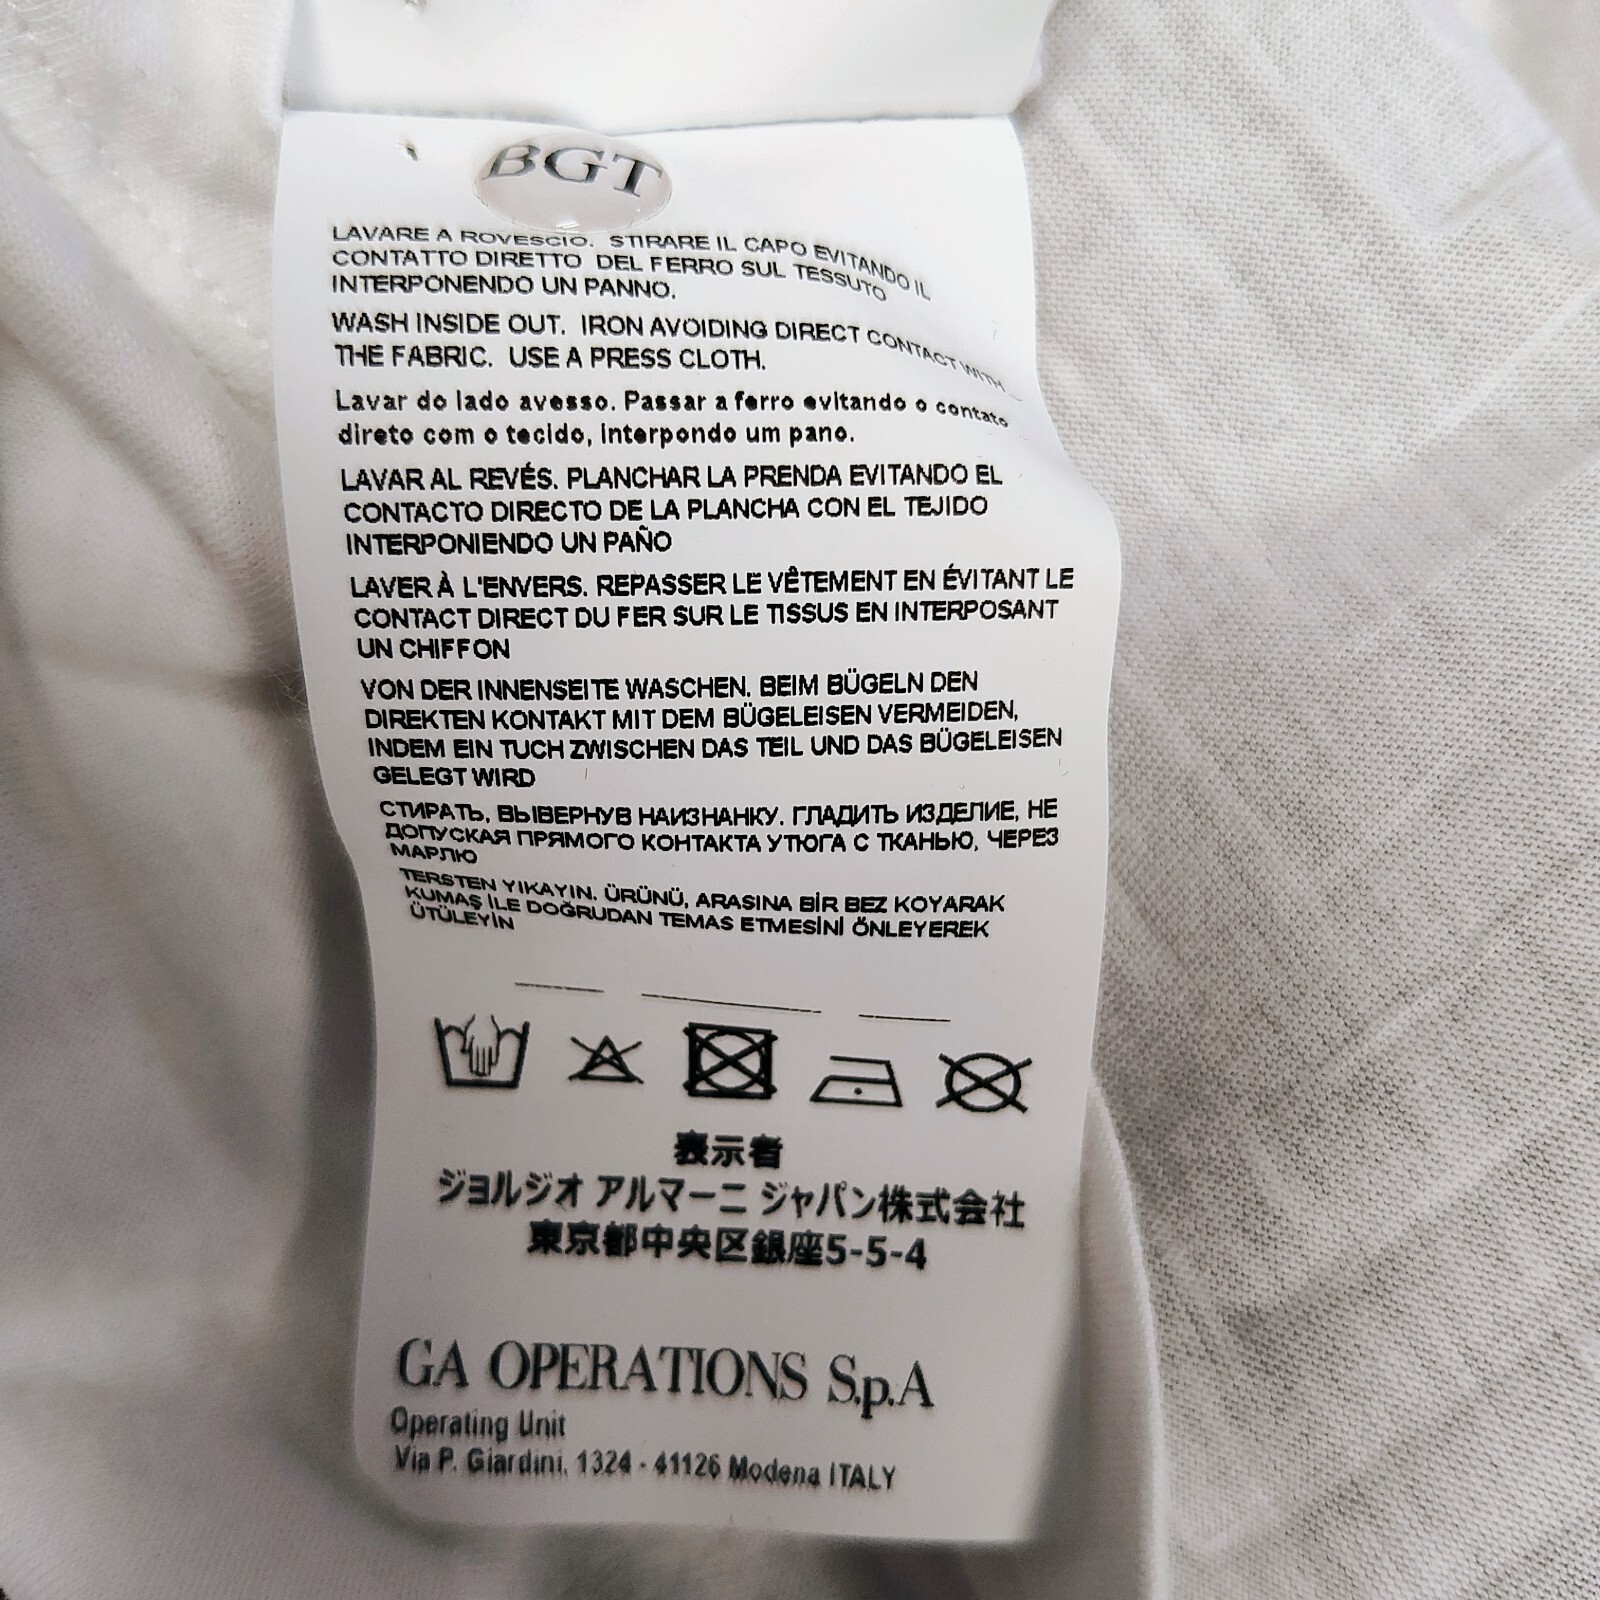 BGT
LAVARE A ROVESCIO. STIRARE IL CAPO EVITANDO IL
CONTATTO DIRETTO DEL FERRO SUL TESSUTO
INTERPONENDO UN PANNO.
WASH INSIDE OUT. IRON AVOIDING DIRECT CONTACT WITH
THE FABRIC. USE A PRESS CLOTH.
Lavar do lado avesso. Passar a ferro evitando o contato
direto com o tecido, interpondo um pano.
LAVAR AL REVÉS. PLANCHAR LA PRENDA EVITANDO EL
CONTACTO DIRECTO DE LA PLANCHA CON EL TEJIDO
INTERPONIENDO UN PAÑO
LAVER À L'ENVERS. REPASSER LE VÊTEMENT EN ÉVITANT LE
CONTACT DIRECT DU FER SUR LE TISSUS EN INTERPOSANT
UN CHIFFON
VON DER INNENSEITE WASCHEN. BEIM BÜGELN DEN
DIREKTEN KONTAKT MIT DEM BÜGELEISEN VERMEIDEN,
INDEM EIN TUCH ZWISCHEN DAS TEIL UND DAS BÜGELEISEN
GELEGT WIRD
СТИРАТЬ, ВЫВЕРНУВ НАИЗНАНКУ. ГЛАДИТЬ ИЗДЕЛИЕ, НЕ
ДОПУСКАЯ ПРЯМОГО КОНТАКТА УТЮГА С ТКАНЬЮ, ЧЕРЕЗ
МАРЛЮ
TERSTEN YIKAYIN. ÜRÜNÜ, ARASINA BİR BEZ KOYARAK
KUMAŞ İLE DOĞRUDAN TEMAS ETMESİNİ ÖNLEYEREK
ÜTÜLEYİN
表示者
ジョルジオ アルマーニ ジャパン株式会社
東京都中央区銀座5-5-4
GA OPERATIONS S.p.A
Operating Unit
Via P. Giardini, 1324 - 41126 Modena ITALY